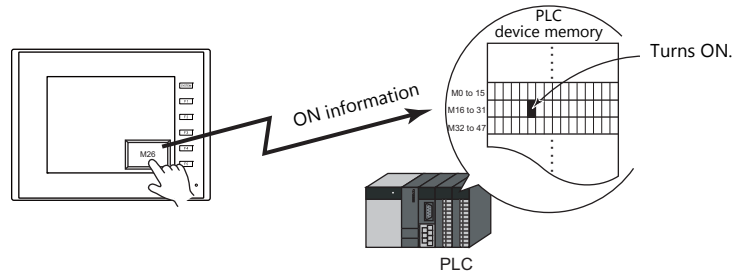 PLC
device memory
Turns ON.
M0 to 15
M16 to 31
M32 to 47
ON information
M26
PLC